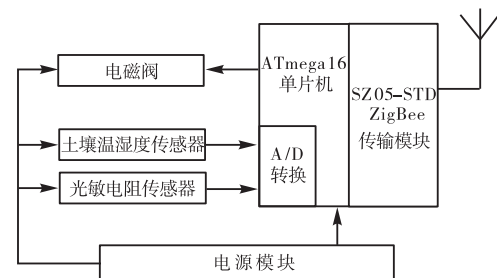 电磁阀
ATmega16
单片机
SZ05-STD
ZigBee
传输模块
土壤温湿度传感器
A/D
转换
光敏电阻传感器
电源模块